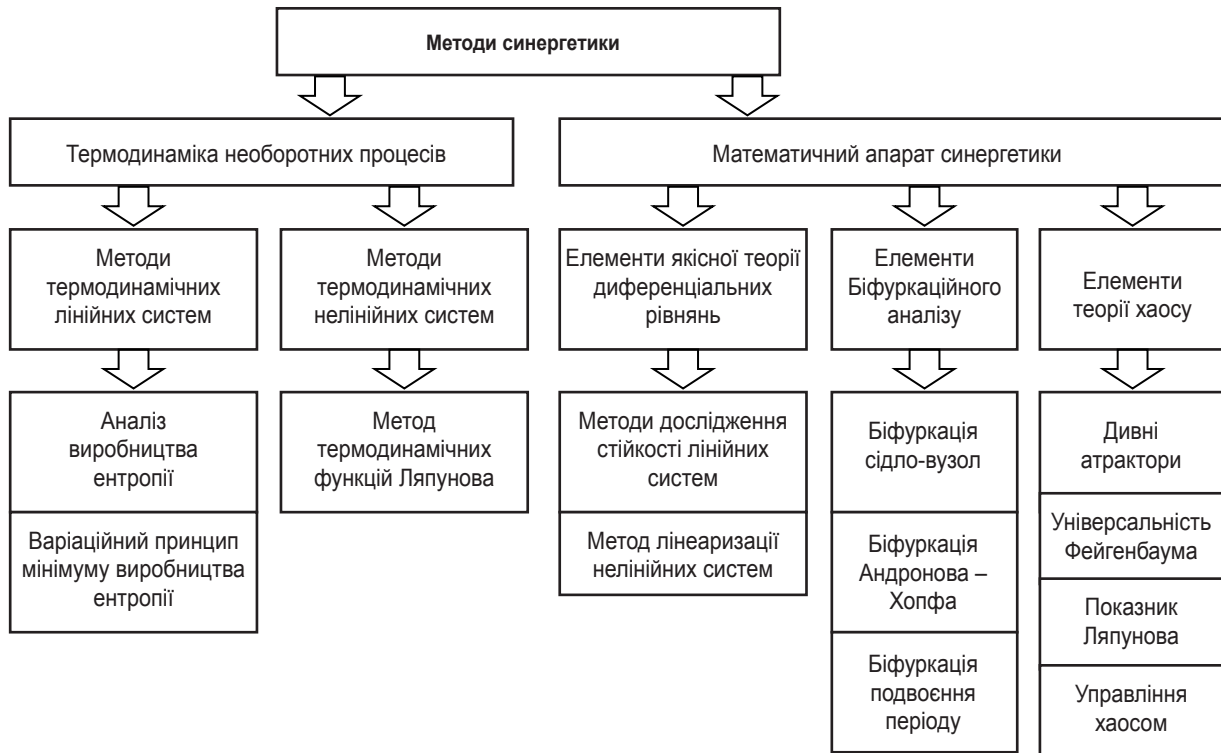 Методи синергетики
Термодинаміка необоротних процесів
Математичний апарат синергетики
Методи
термодинамічних
лінійних систем
Методи
термодинамічних
нелінійних систем
Елементи якісної теорії
диференціальних
рівнянь
Елементи
Біфуркаційного
аналізу
Елементи
теорії хаосу
Аналіз
виробництва
ентропії
Варіаційний принцип
мінімуму виробництва
ентропії
Метод
термодинамічних
функцій Ляпунова
Методи дослідження
стійкості лінійних
систем
Метод лінеаризації
нелінійних систем
Біфуркація
сідло-вузол
Біфуркація
Андронова –
Хопфа
Біфуркація
подвоєння
періоду
Дивні
атрактори
Універсальність
Фейгенбаума
Показник
Ляпунова
Управління
хаосом